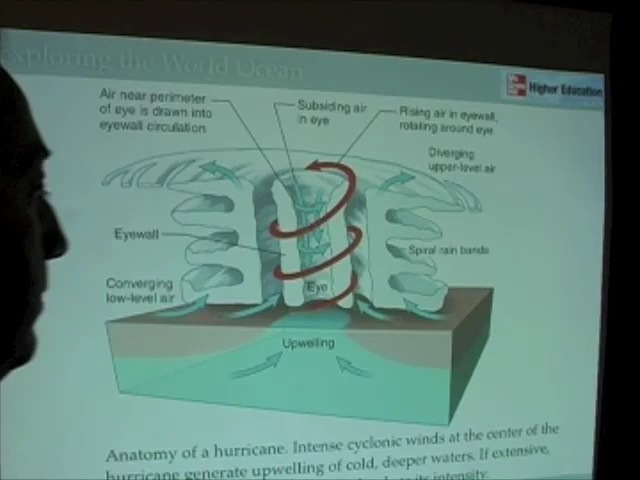 xploring the World Ocean
Higher Education
Air near perimeter
of eye is drawn into
eyewall circulation
Subsiding air
in eye
Rising air in eyewall,
rotating around eye
Diverging
upper-level air
Eyewall
Spiral rain bands
Converging
low-level air
Eye
Upwelling
Anatomy of a hurricane. Intense cyclonic winds at the center of the
hurricane generate upwelling of cold, deeper waters. If extensive,
its intensity.